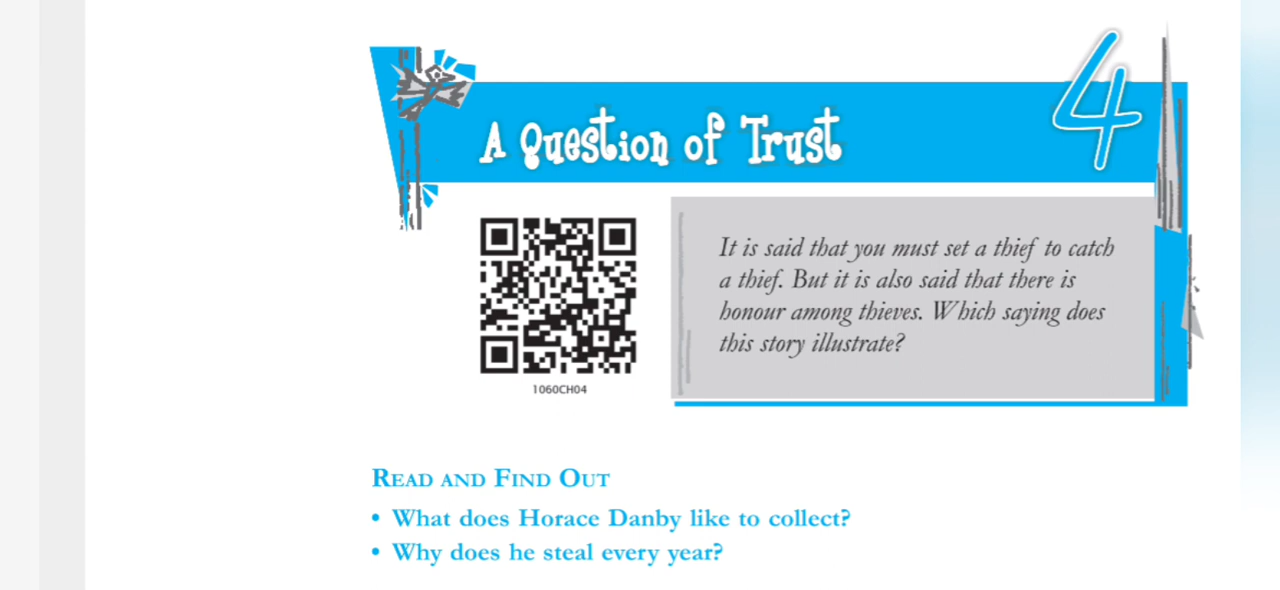 4
A Question of Trust
It is said that you must set a thief to catch
a thief. But it is also said that there is
honour among thieves. Which saying does
this story illustrate?
1060CH04
READ AND FIND OUT
• What does Horace Danby like to collect?
• Why does he steal every year?